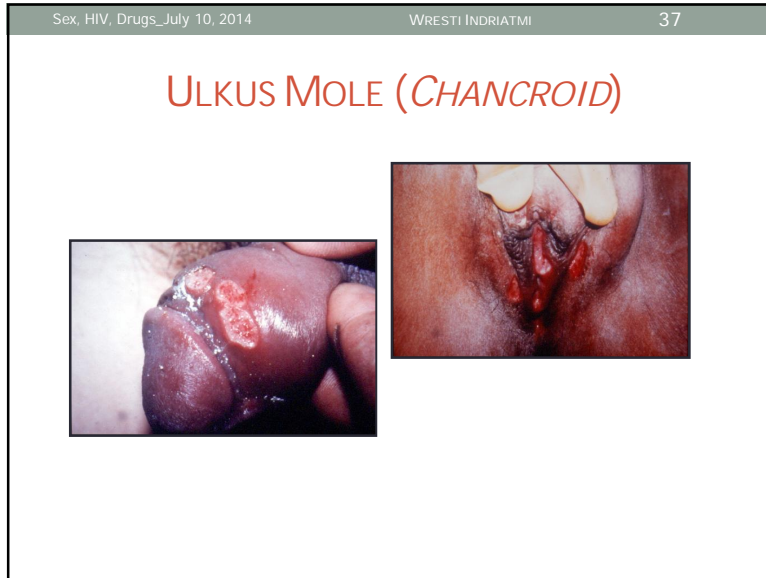 Sex, HIV, Drugs_July 10, 2014 WRESTI INDRIATMI 37
ULKUS MOLE (CHANCROID)